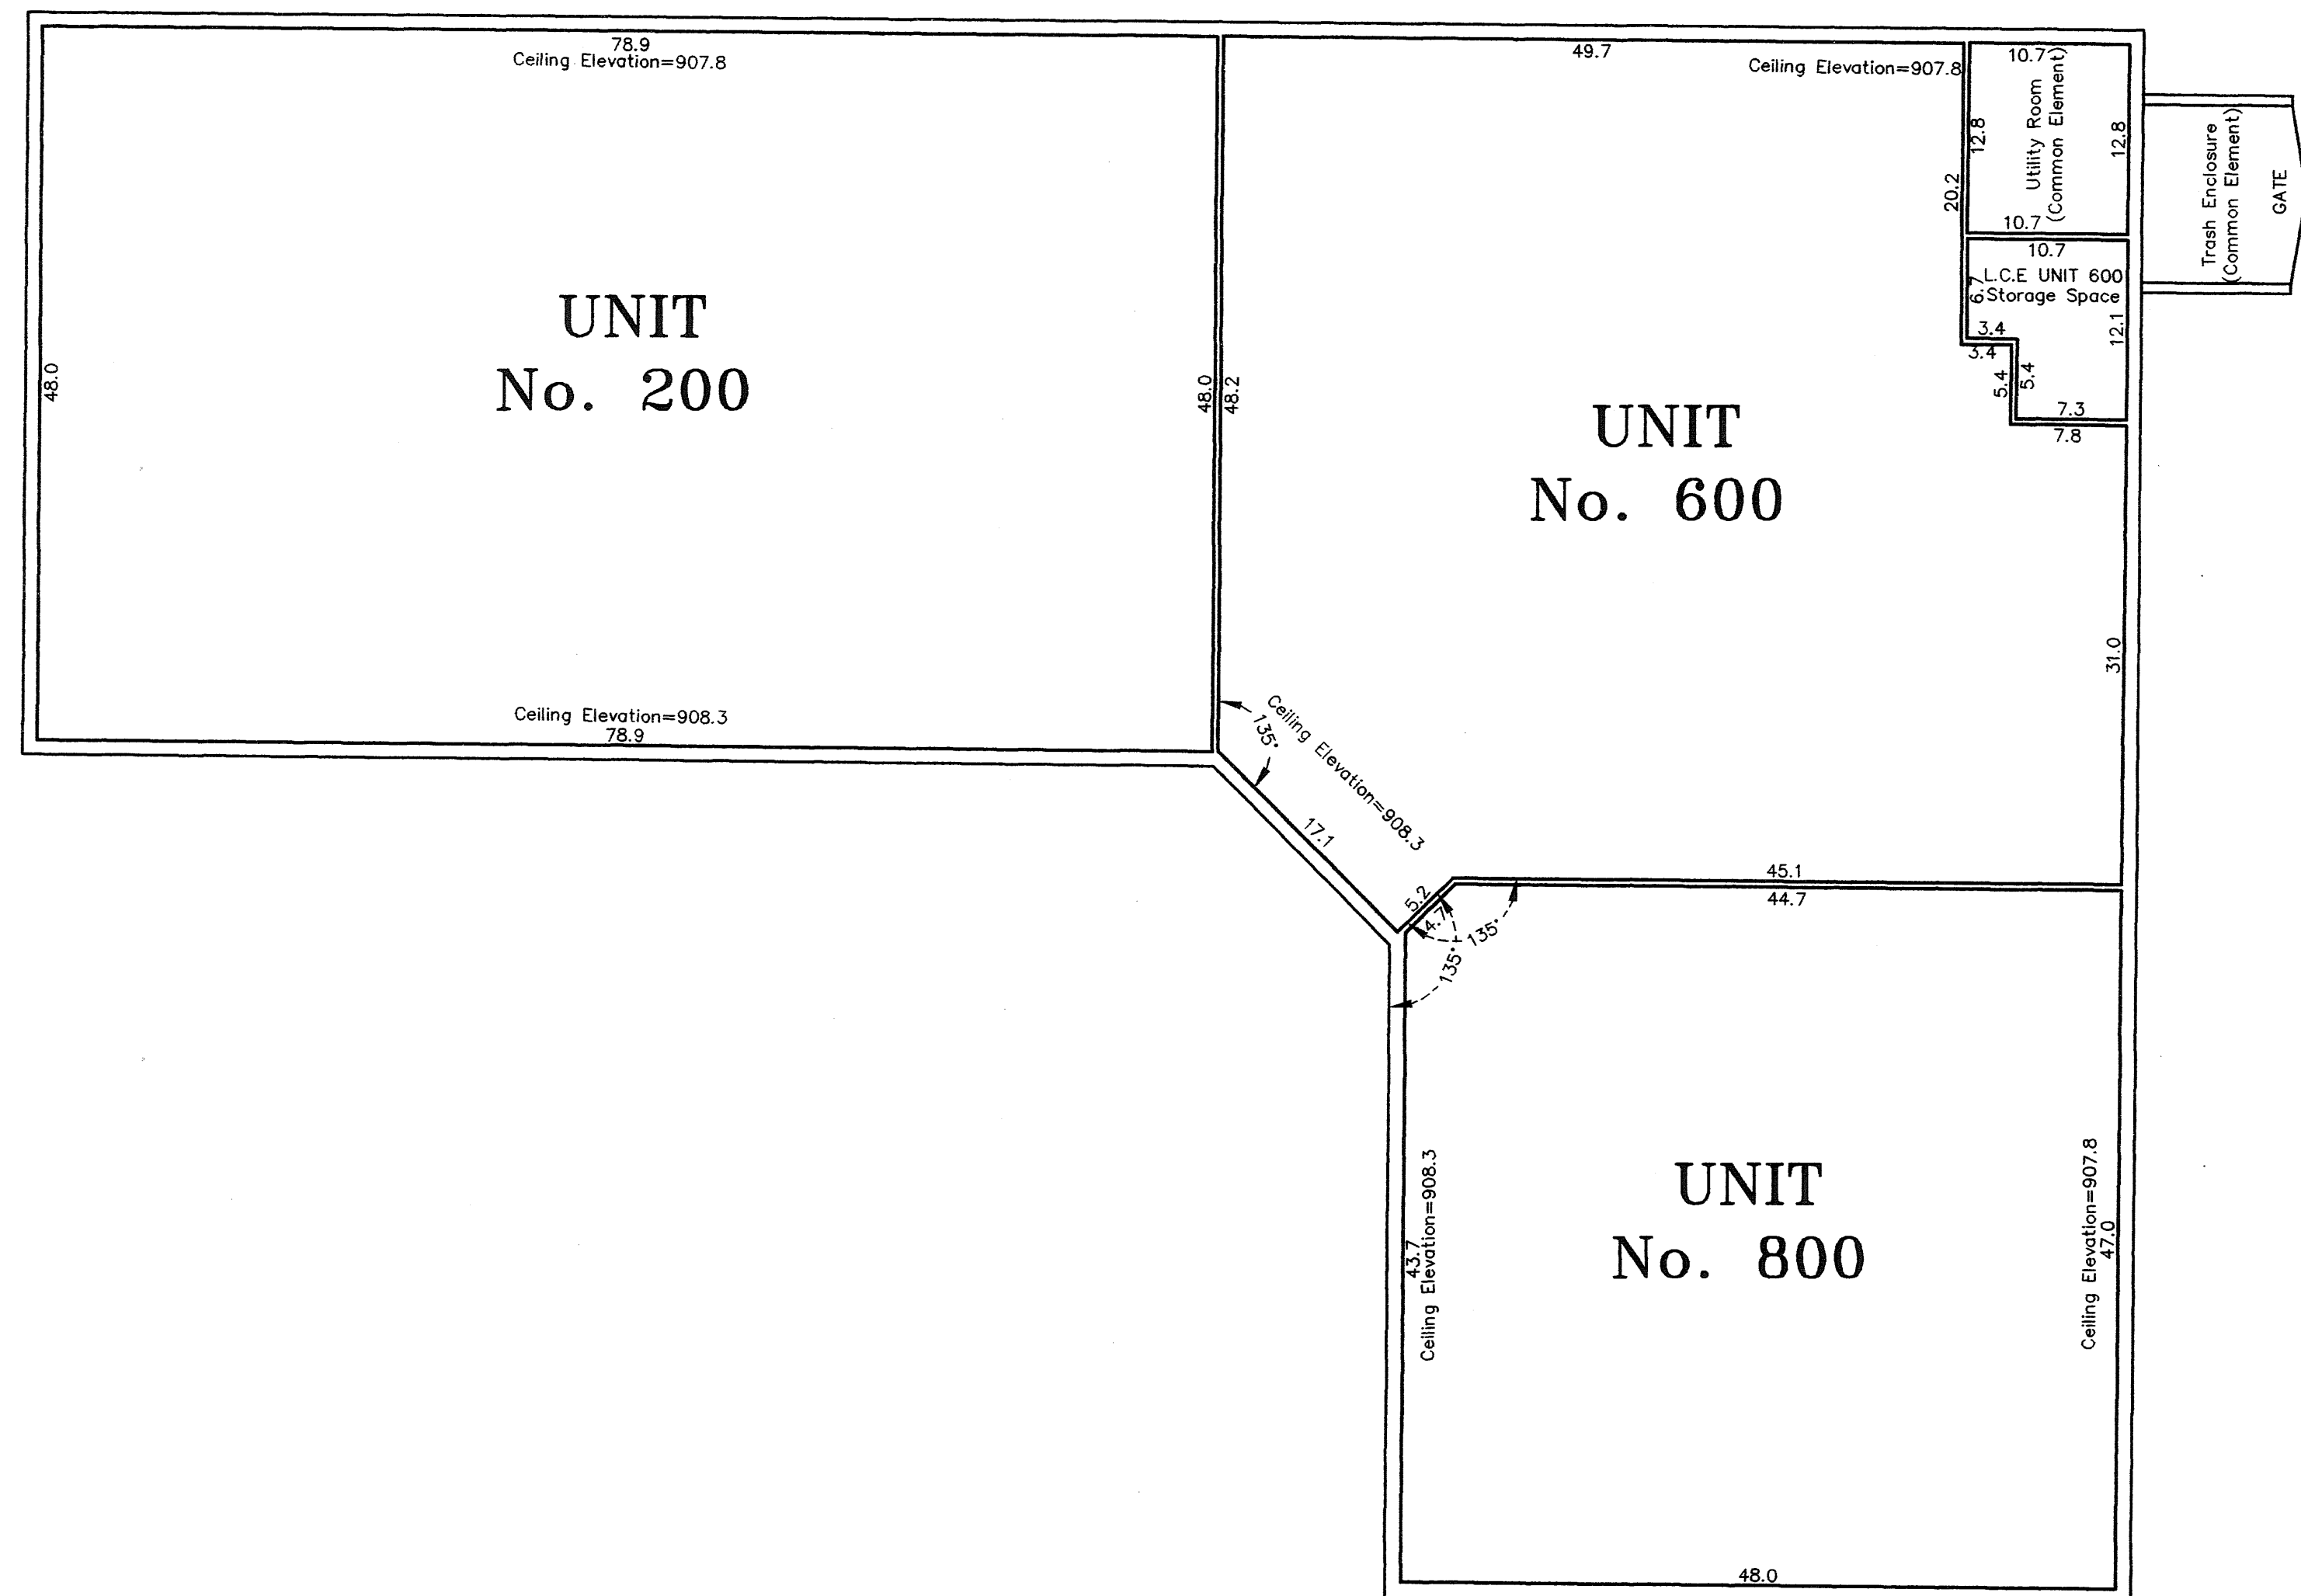 78.9
Ceiling Elevation=907.8
48.0
UNIT
No. 200
48.0
Ceiling Elevation=908.3
78.9
49.7
Ceiling Elevation=907.8
48.2
20.2
UNIT
No. 600
12.8
10.7
Utility Room
(Common Element)
12.8
10.7
10.7
L.C.E UNIT 600
Storage Space
6.7
3.4
3.4
12.1
5.4
5.4
7.3
7.8
Trash Enclosure
(Common Element)
GATE
31.0
135°
Ceiling Elevation=908.3
17.1
5.2
4.7
135°
135°
45.1
44.7
43.7
Ceiling Elevation=908.3
UNIT
No. 800
Ceiling Elevation=907.8
47.0
48.0